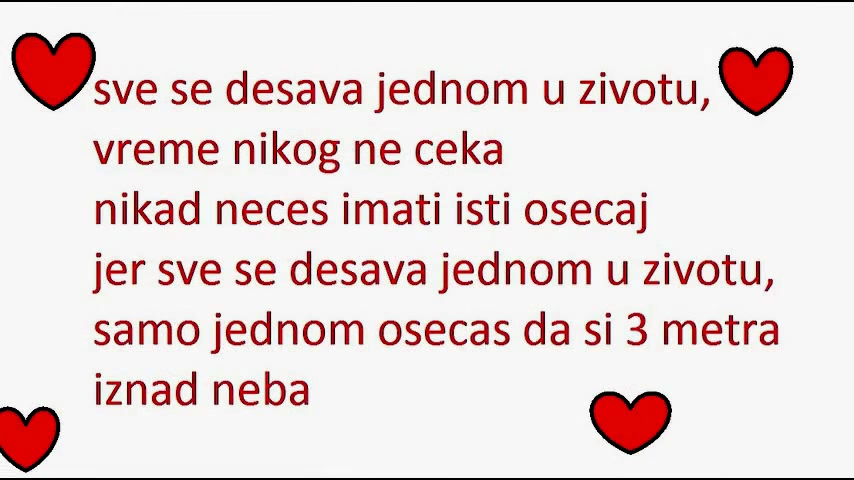 sve se desava jednom u zivotu,
vreme nikog ne ceka
nikad neces imati isti osecaj
jer sve se desava jednom u zivotu,
samo jednom osecas da si 3 metra
iznad neba